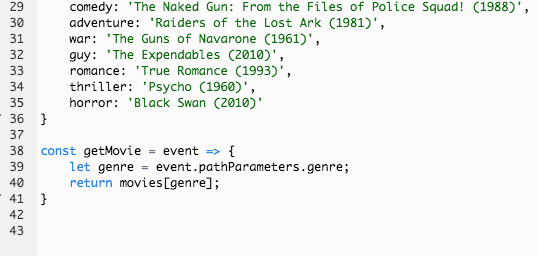 29 comedy: 'The Naked Gun: From the Files of Police Squad! (1988)',
30 adventure: 'Raiders of the Lost Ark (1981)',
31 war: 'The Guns of Navarone (1961)',
32 guy: 'The Expendables (2010)',
33 romance: 'True Romance (1993)',
34 thriller: 'Psycho (1960)',
35 horror: 'Black Swan (2010)'
36 }
37
38 const getMovie = event => {
39 let genre = event.pathParameters.genre;
40 return movies[genre];
41 }
42
43